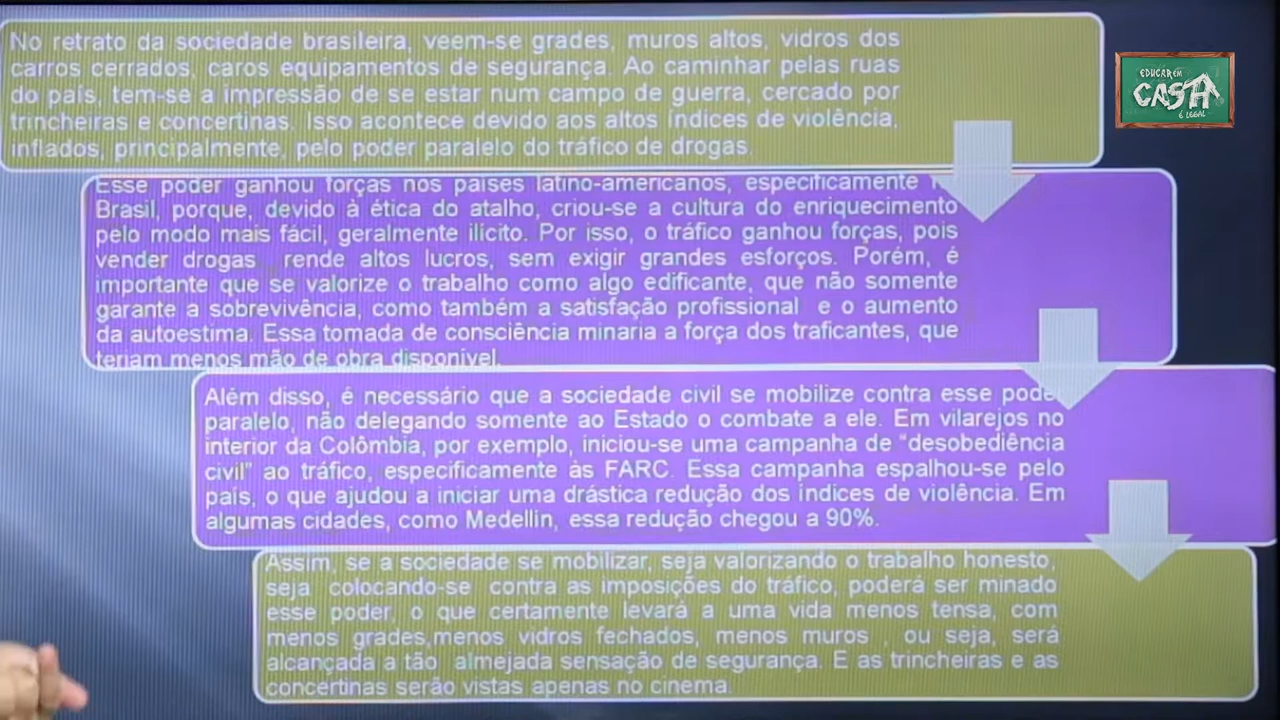 No retrato da sociedade brasileira, veem-se grades, muros altos, vidros dos
carros cerrados, caros equipamentos de segurança. Ao caminhar pelas ruas
do país, tem-se a impressão de se estar num campo de guerra, cercado por
trincheiras e concertinas. Isso acontece devido aos altos índices de violência,
inflados, principalmente, pelo poder paralelo do tráfico de drogas.
Esse poder ganhou forças nos países latino-americanos, especificamente
Brasil, porque, devido à ética do atalho, criou-se a cultura do enriquecimento
pelo modo mais fácil, geralmente ilícito. Por isso, o tráfico ganhou forças, pois
vender drogas rende altos lucros, sem exigir grandes esforços. Porém, é
importante que se valorize o trabalho como algo edificante, que não somente
garante a sobrevivência, como também a satisfação profissional e o aumento
da autoestima. Essa tomada de consciência minaria a força dos traficantes, que
teriam menos mão de obra disponível.
Além disso, é necessário que a sociedade civil se mobilize contra esse pode
paralelo, não delegando somente ao Estado o combate a ele. Em vilarejos no
interior da Colômbia, por exemplo, iniciou-se uma campanha de “desobediência
civil” ao tráfico, especificamente às FARC. Essa campanha espalhou-se pelo
país, o que ajudou a iniciar uma drástica redução dos índices de violência. Em
algumas cidades, como Medellin, essa redução chegou a 90%.
Assim, se a sociedade se mobilizar, seja valorizando o trabalho honesto,
seja colocando-se contra as imposições do tráfico, poderá ser minado
esse poder, o que certamente levará a uma vida menos tensa, com
menos grades,menos vidros fechados, menos muros , ou seja, será
alcançada a tão almejada sensação de segurança. E as trincheiras e as
concertinas serão vistas apenas no cinema.
EDUCAR EM
CASA
É LEGAL